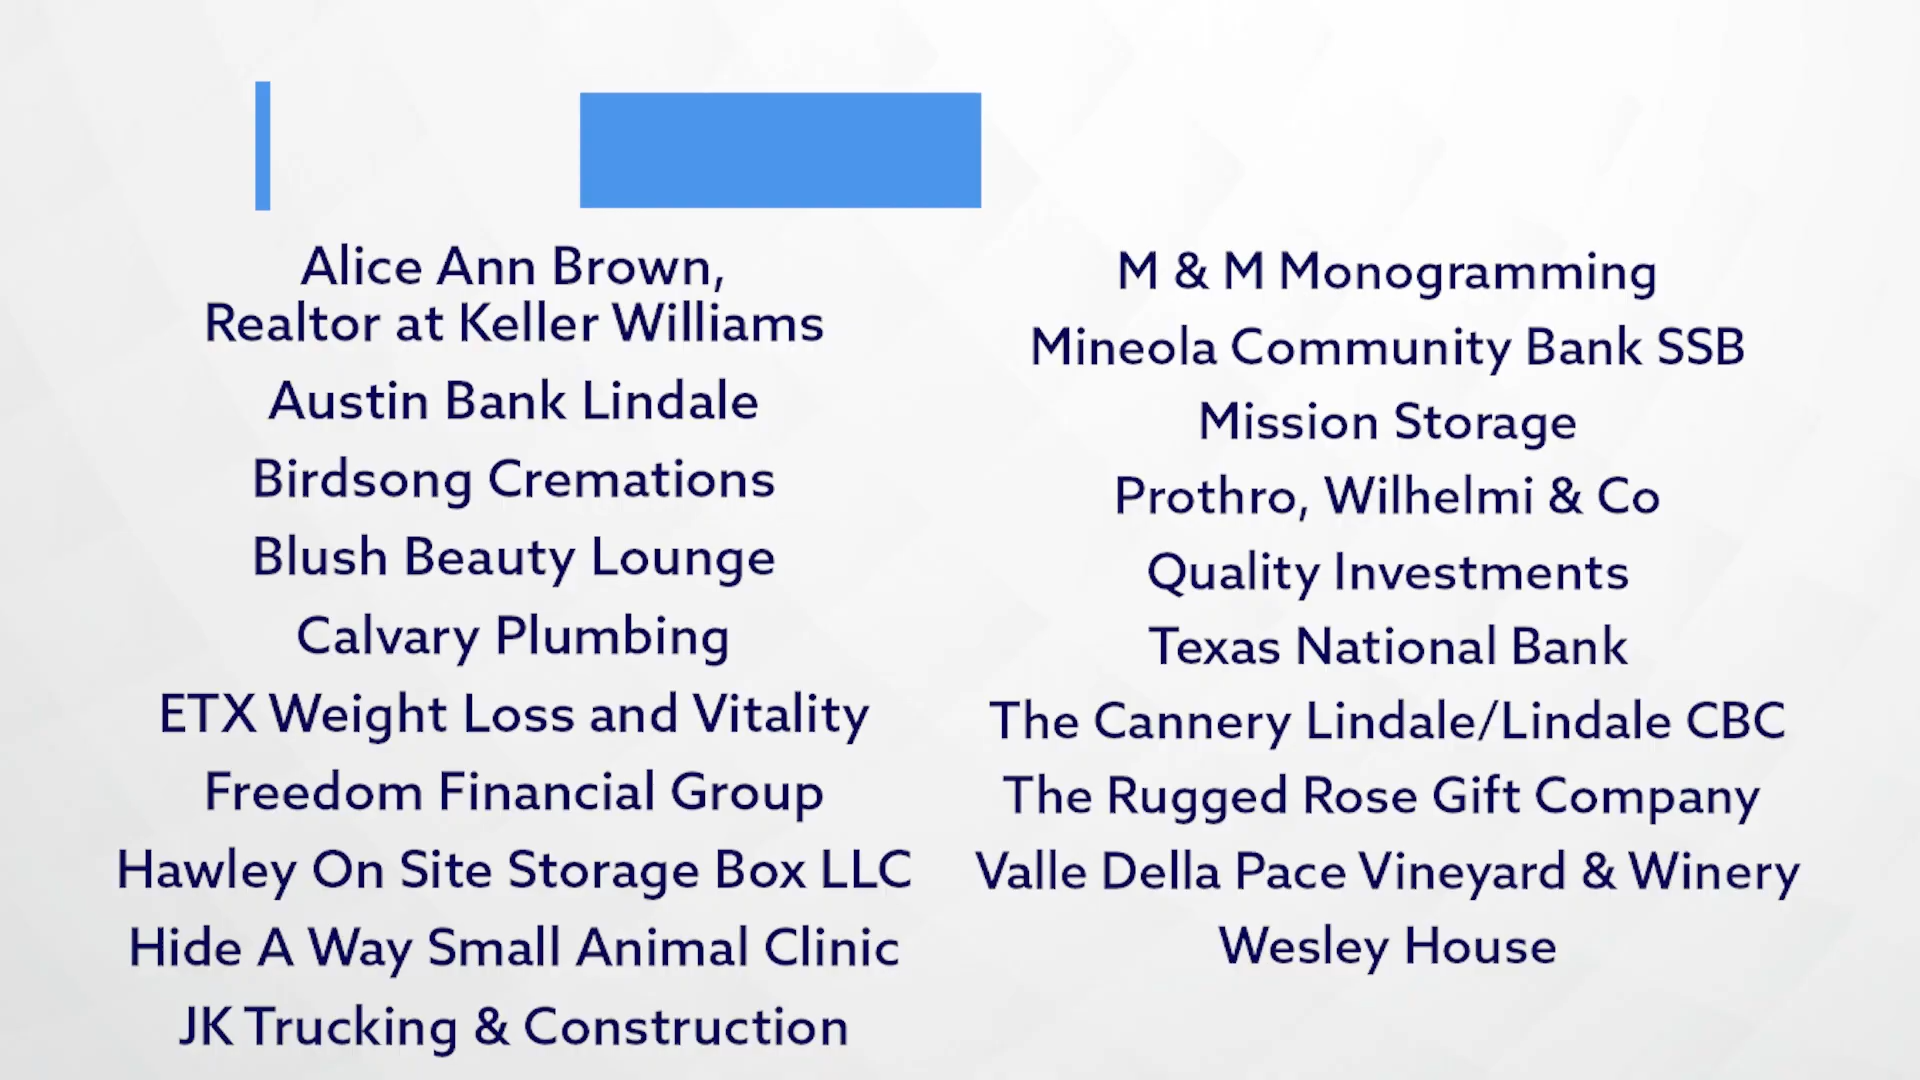 Alice Ann Brown,
Realtor at Keller Williams
Austin Bank Lindale
Birdsong Cremations
Blush Beauty Lounge
Calvary Plumbing
ETX Weight Loss and Vitality
Freedom Financial Group
Hawley On Site Storage Box LLC
Hide A Way Small Animal Clinic
JK Trucking & Construction
M & M Monogramming
Mineola Community Bank SSB
Mission Storage
Prothro, Wilhelmi & Co
Quality Investments
Texas National Bank
The Cannery Lindale/Lindale CBC
The Rugged Rose Gift Company
Valle Della Pace Vineyard & Winery
Wesley House